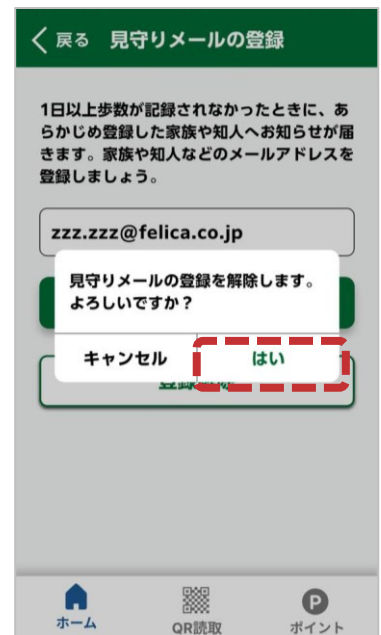 戻る 見守りメールの登録
1日以上歩数が記録されなかったときに、あ
らかじめ登録した家族や知人へお知らせが届
きます。家族や知人などのメールアドレスを
登録しましょう。
zzz.zzz@felica.co.jp
見守りメールの登録を解除します。
よろしいですか？
キャンセル はい
ホーム QR読取 ポイント
P